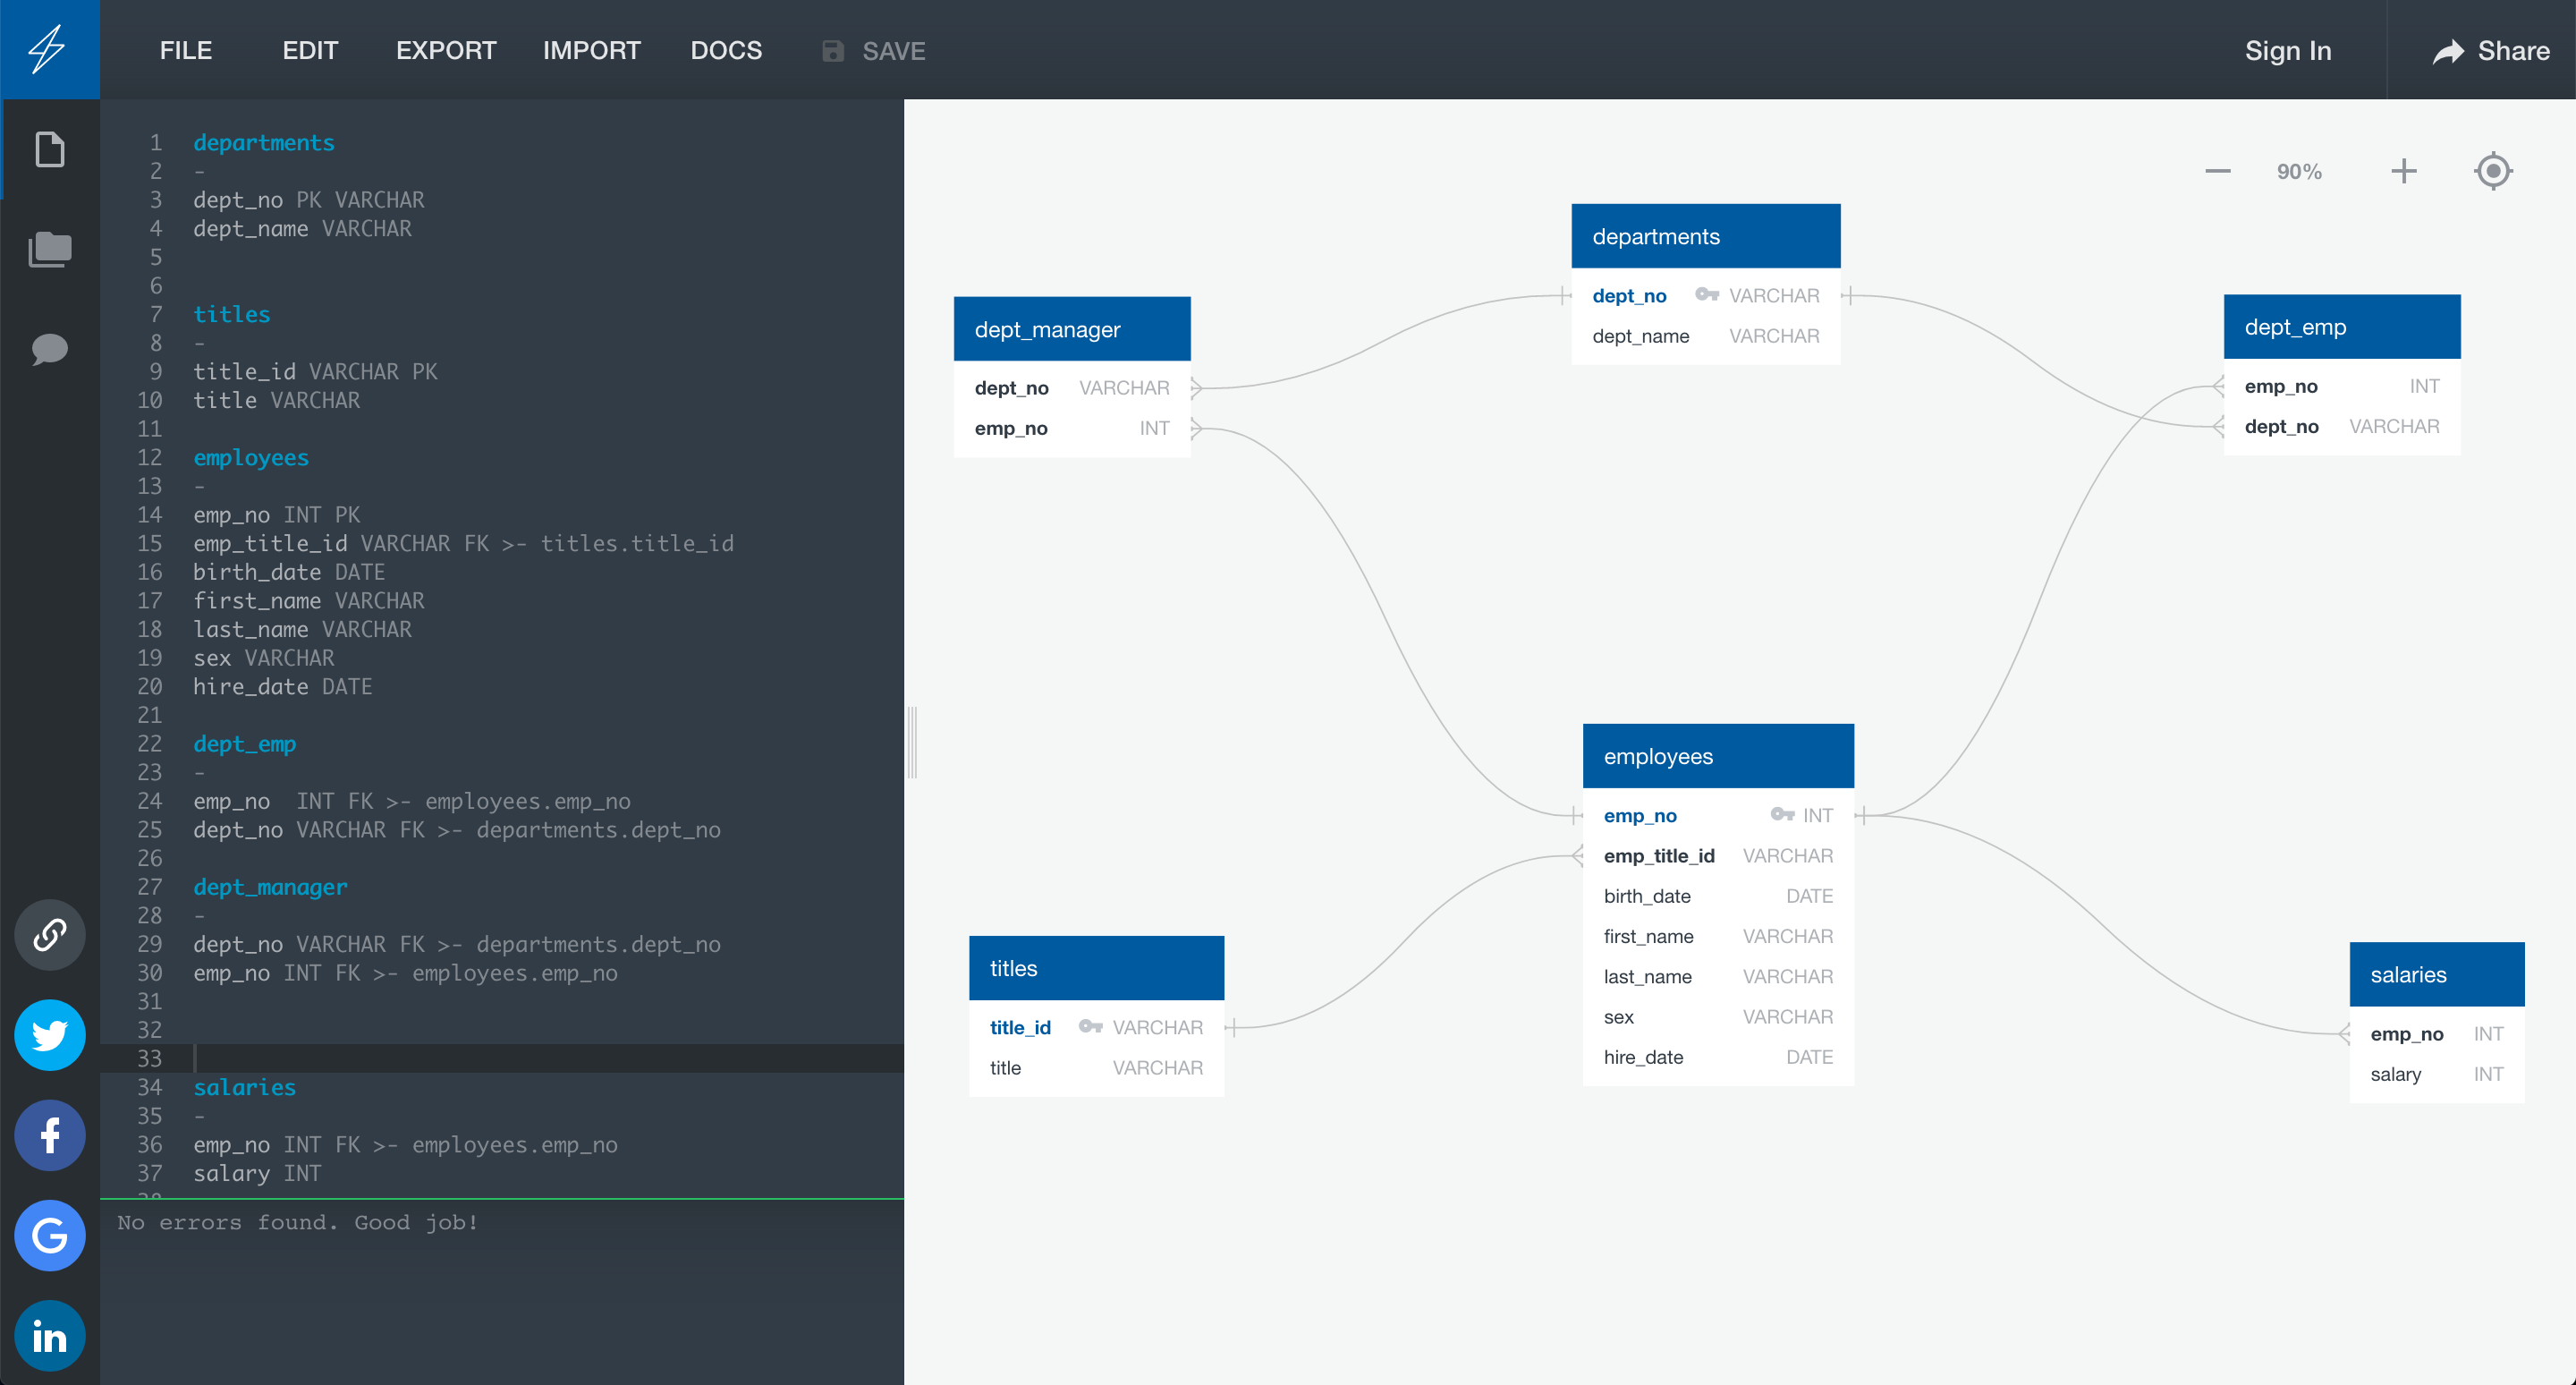 FILE EDIT EXPORT IMPORT DOCS SAVE Sign In Share
1 departments
2 -
3 dept_no PK VARCHAR
4 dept_name VARCHAR
5
6
7 titles
8 -
9 title_id VARCHAR PK
10 title VARCHAR
11
12 employees
13 -
14 emp_no INT PK
15 emp_title_id VARCHAR FK >- titles.title_id
16 birth_date DATE
17 first_name VARCHAR
18 last_name VARCHAR
19 sex VARCHAR
20 hire_date DATE
21
22 dept_emp
23 -
24 emp_no  INT FK >- employees.emp_no
25 dept_no VARCHAR FK >- departments.dept_no
26
27 dept_manager
28 -
29 dept_no VARCHAR FK >- departments.dept_no
30 emp_no INT FK >- employees.emp_no
31
32
33
34 salaries
35 -
36 emp_no INT FK >- employees.emp_no
37 salary INT
No errors found. Good job!
90%
departments
dept_no VARCHAR
dept_name VARCHAR
dept_manager
dept_no VARCHAR
emp_no INT
dept_emp
emp_no INT
dept_no VARCHAR
employees
emp_no INT
emp_title_id VARCHAR
birth_date DATE
first_name VARCHAR
last_name VARCHAR
sex VARCHAR
hire_date DATE
titles
title_id VARCHAR
title VARCHAR
salaries
emp_no INT
salary INT